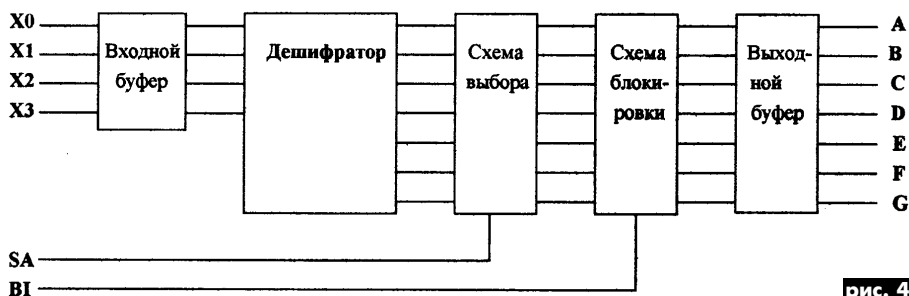 X0
X1
X2
X3
Входной
буфер
Дешифратор
Схема
выбора
Схема
блоки-
ровки
Выход-
ной
буфер
A
B
C
D
E
F
G
SA
BI
рис. 4